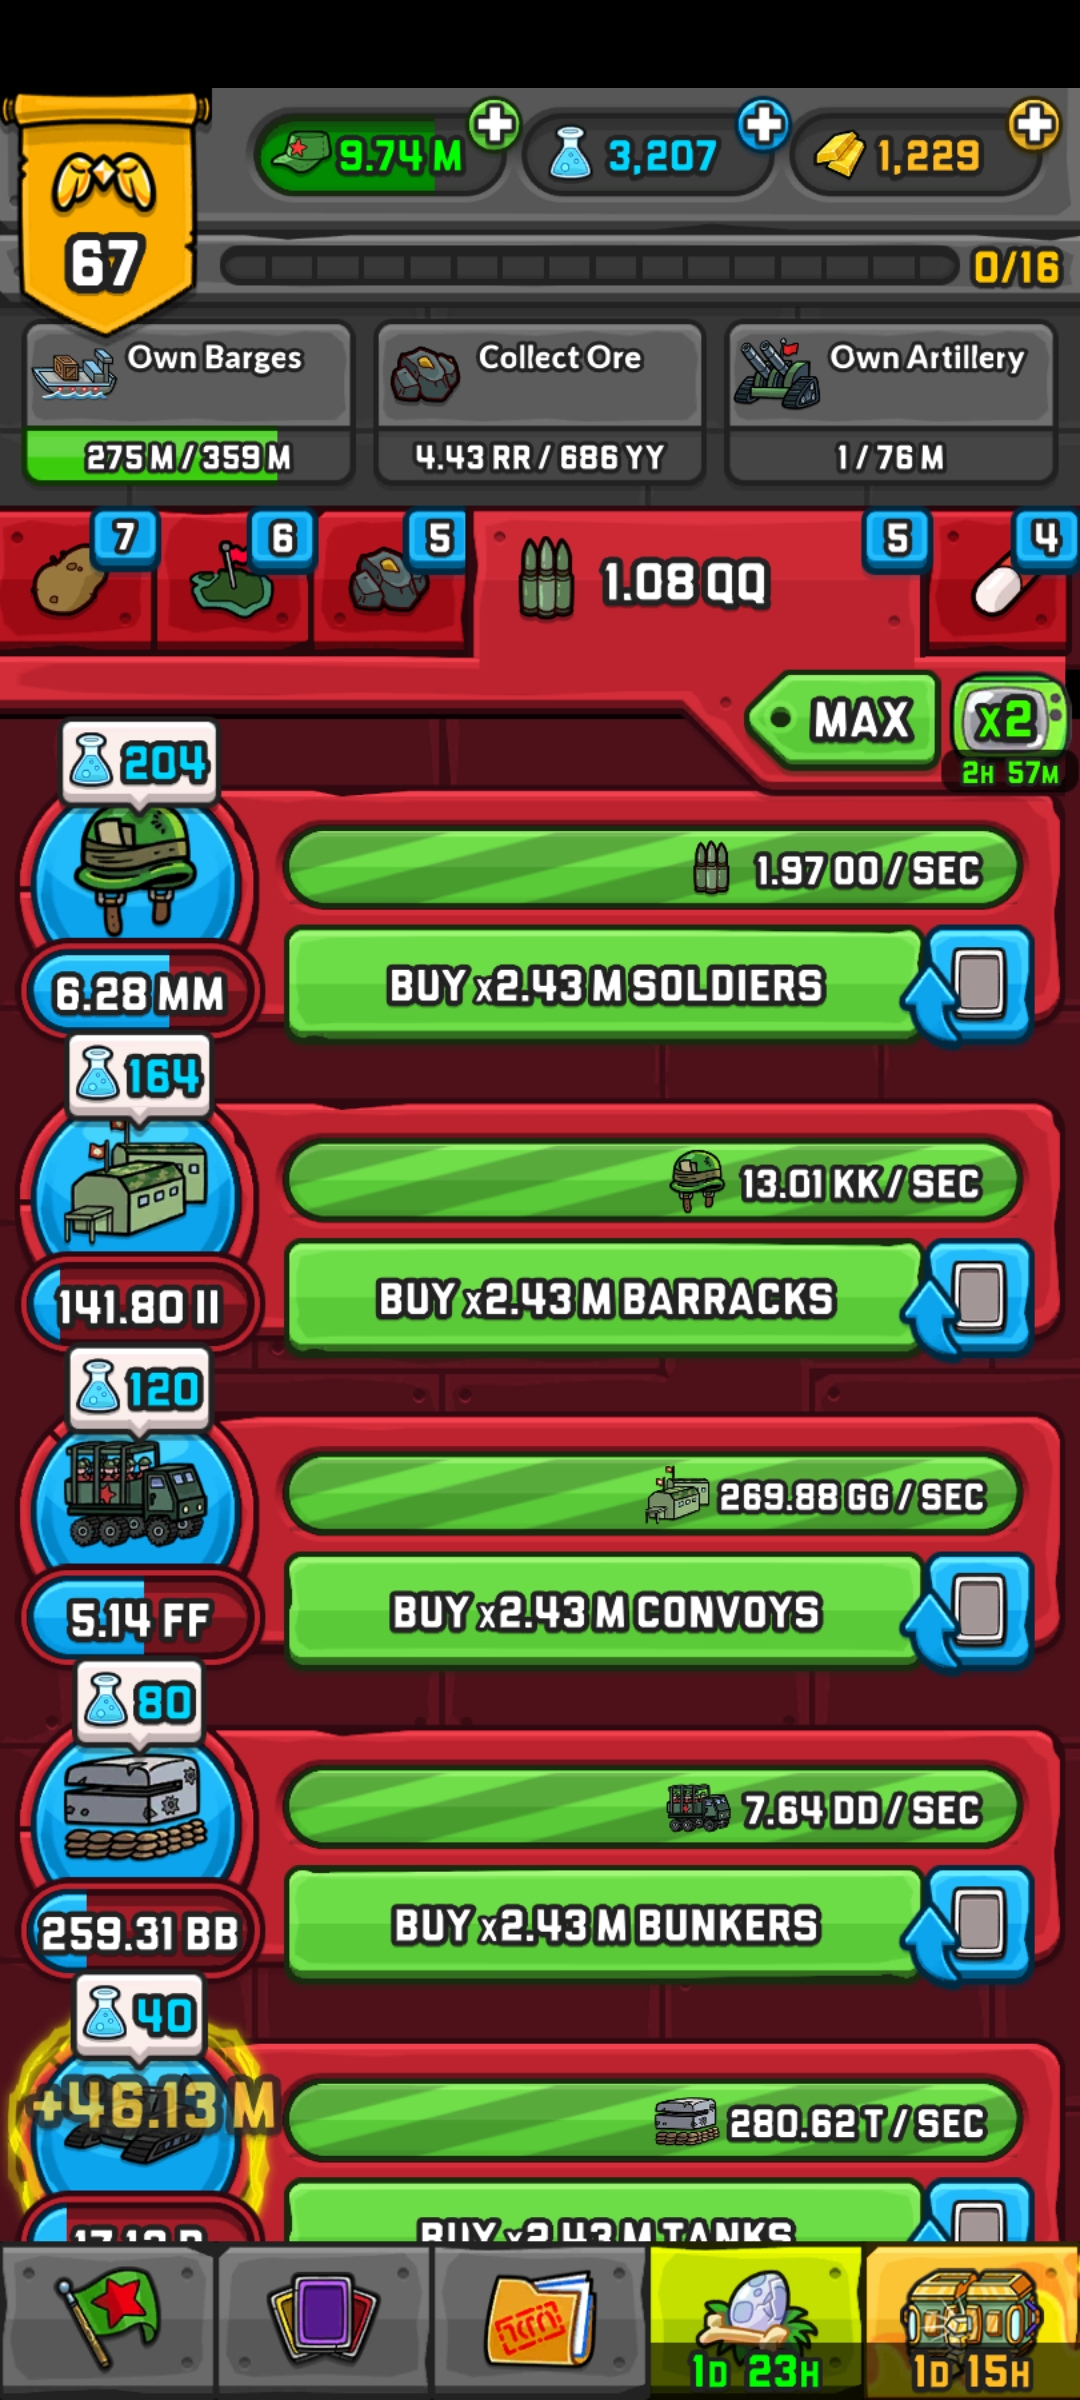 9.74 M
3,207
1,229
67
0/16
Own Barges
275 M / 359 M
Collect Ore
4.43 RR / 686 YY
Own Artillery
1 / 76 M
7
6
5
1.08 QQ
5
4
MAX
x2
2H 57M
204
1.97 OO / SEC
6.28 MM
BUY x2.43 M SOLDIERS
164
13.01 KK / SEC
141.80 II
BUY x2.43 M BARRACKS
120
269.88 GG / SEC
5.14 FF
BUY x2.43 M CONVOYS
80
7.64 DD / SEC
259.31 BB
BUY x2.43 M BUNKERS
40
+46.13 M
280.62 T / SEC
BUY x2.43 M TANKS
1D 23H
1D 15H